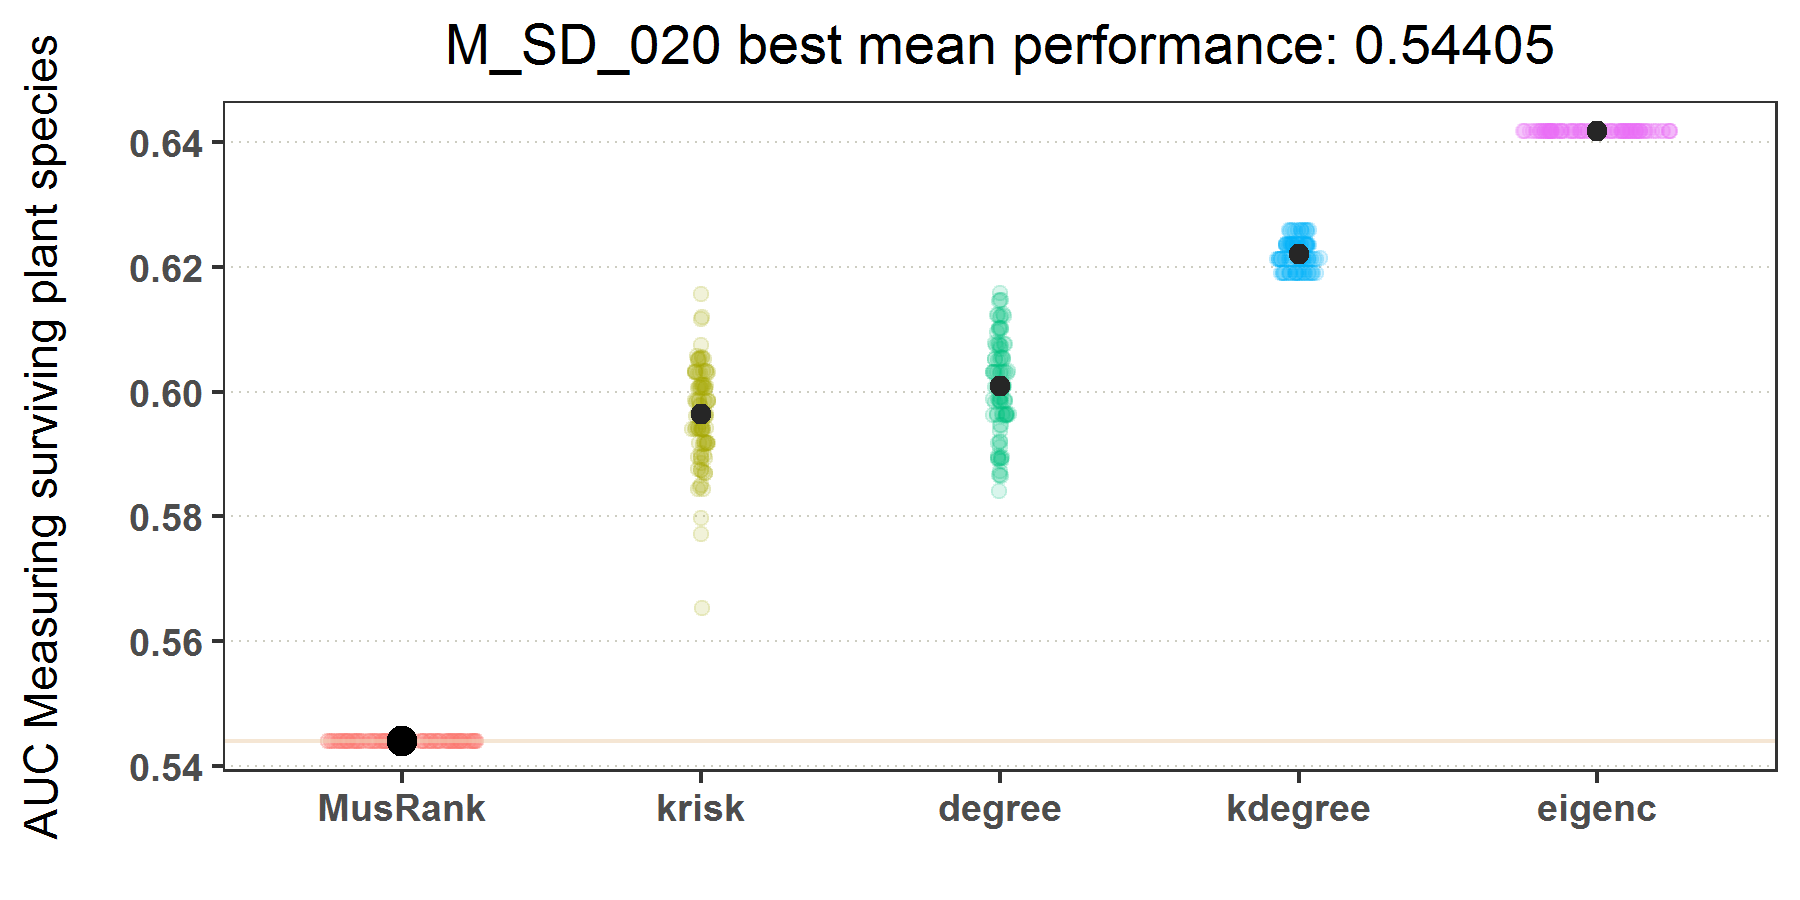 M_SD_020 best mean performance: 0.54405
AUC Measuring surviving plant species
0.64
0.62
0.60
0.58
0.56
0.54
MusRank krisk degree kdegree eigenc